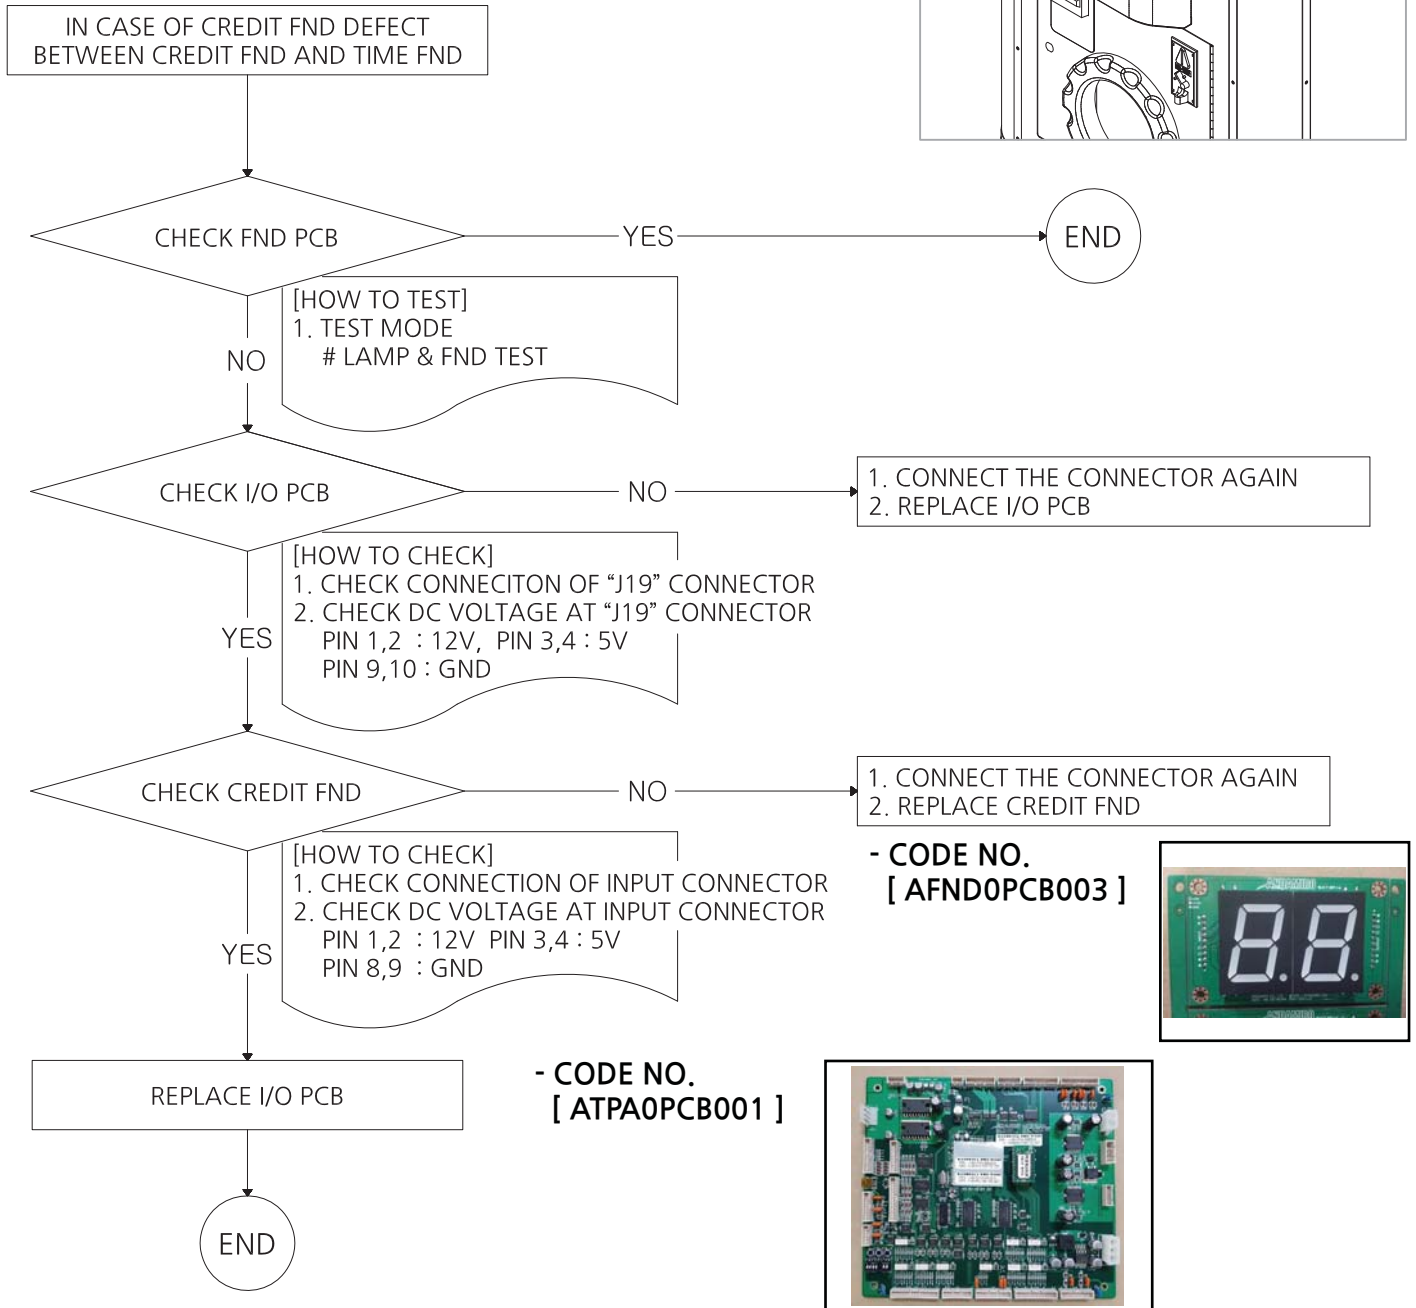 IN CASE OF CREDIT FND DEFECT
BETWEEN CREDIT FND AND TIME FND
CHECK FND PCB
YES
END
[HOW TO TEST]
1. TEST MODE
# LAMP & FND TEST
NO
CHECK I/O PCB
NO
1. CONNECT THE CONNECTOR AGAIN
2. REPLACE I/O PCB
[HOW TO CHECK]
1. CHECK CONNECITON OF “J19” CONNECTOR
2. CHECK DC VOLTAGE AT “J19” CONNECTOR
PIN 1,2 : 12V, PIN 3,4 : 5V
PIN 9,10 : GND
YES
CHECK CREDIT FND
NO
1. CONNECT THE CONNECTOR AGAIN
2. REPLACE CREDIT FND
- CODE NO.
[ AFND0PCB003 ]
ANDAMIRO
88
[HOW TO CHECK]
1. CHECK CONNECTION OF INPUT CONNECTOR
2. CHECK DC VOLTAGE AT INPUT CONNECTOR
PIN 1,2 : 12V PIN 3,4 : 5V
PIN 8,9 : GND
YES
REPLACE I/O PCB
- CODE NO.
[ ATPA0PCB001 ]
END